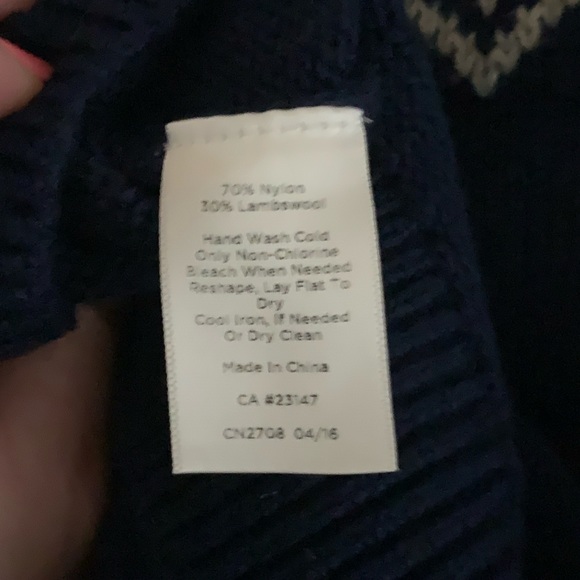 70% Nylon
30% Lambswool
Hand Wash Cold
Only Non-Chlorine
Bleach When Needed
Reshape, Lay Flat To
Dry
Cool Iron, If Needed
Or Dry Clean
Made In China
CA #23147
CN2708 04/16